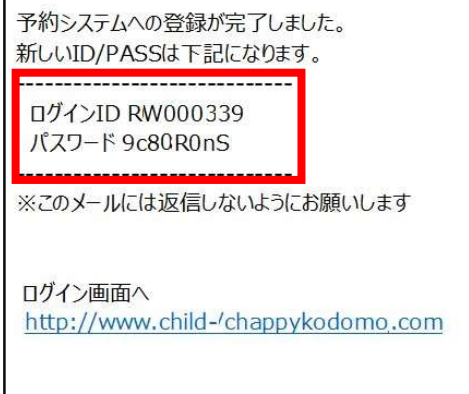 予約システムへの登録が完了しました。
新しいID/PASSは下記になります。
------------------------------
ログインID RW000339
パスワード 9c80R0nS
------------------------------
※このメールには返信しないようにお願いします
ログイン画面へ
http://www.child-/chappykodomo.com